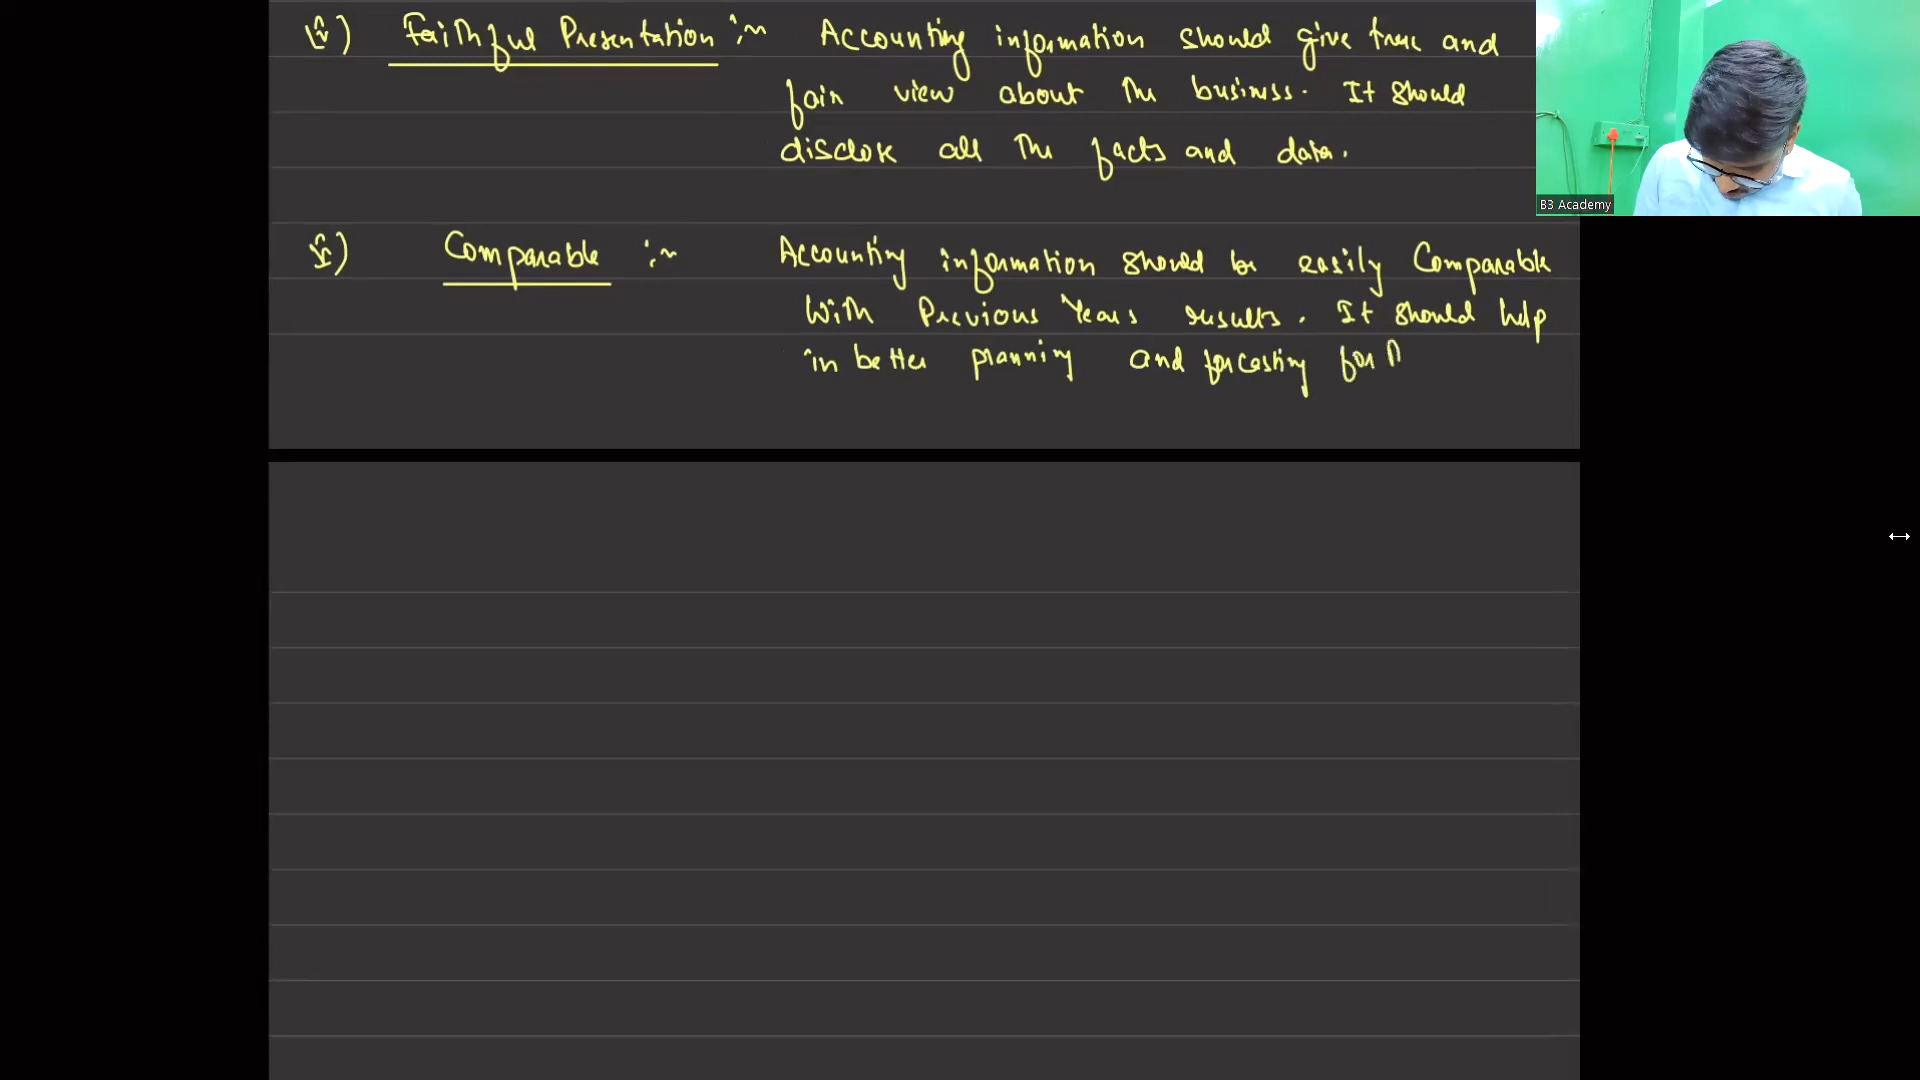 Faithful Presentation :~ Accounting information should give true and
fair view about the business. It should
disclose all the facts and data.
B3 Academy
Comparable :~ Accounting information should be easily Comparable
With Previous Years results. It should help
in better planning and forcasting for